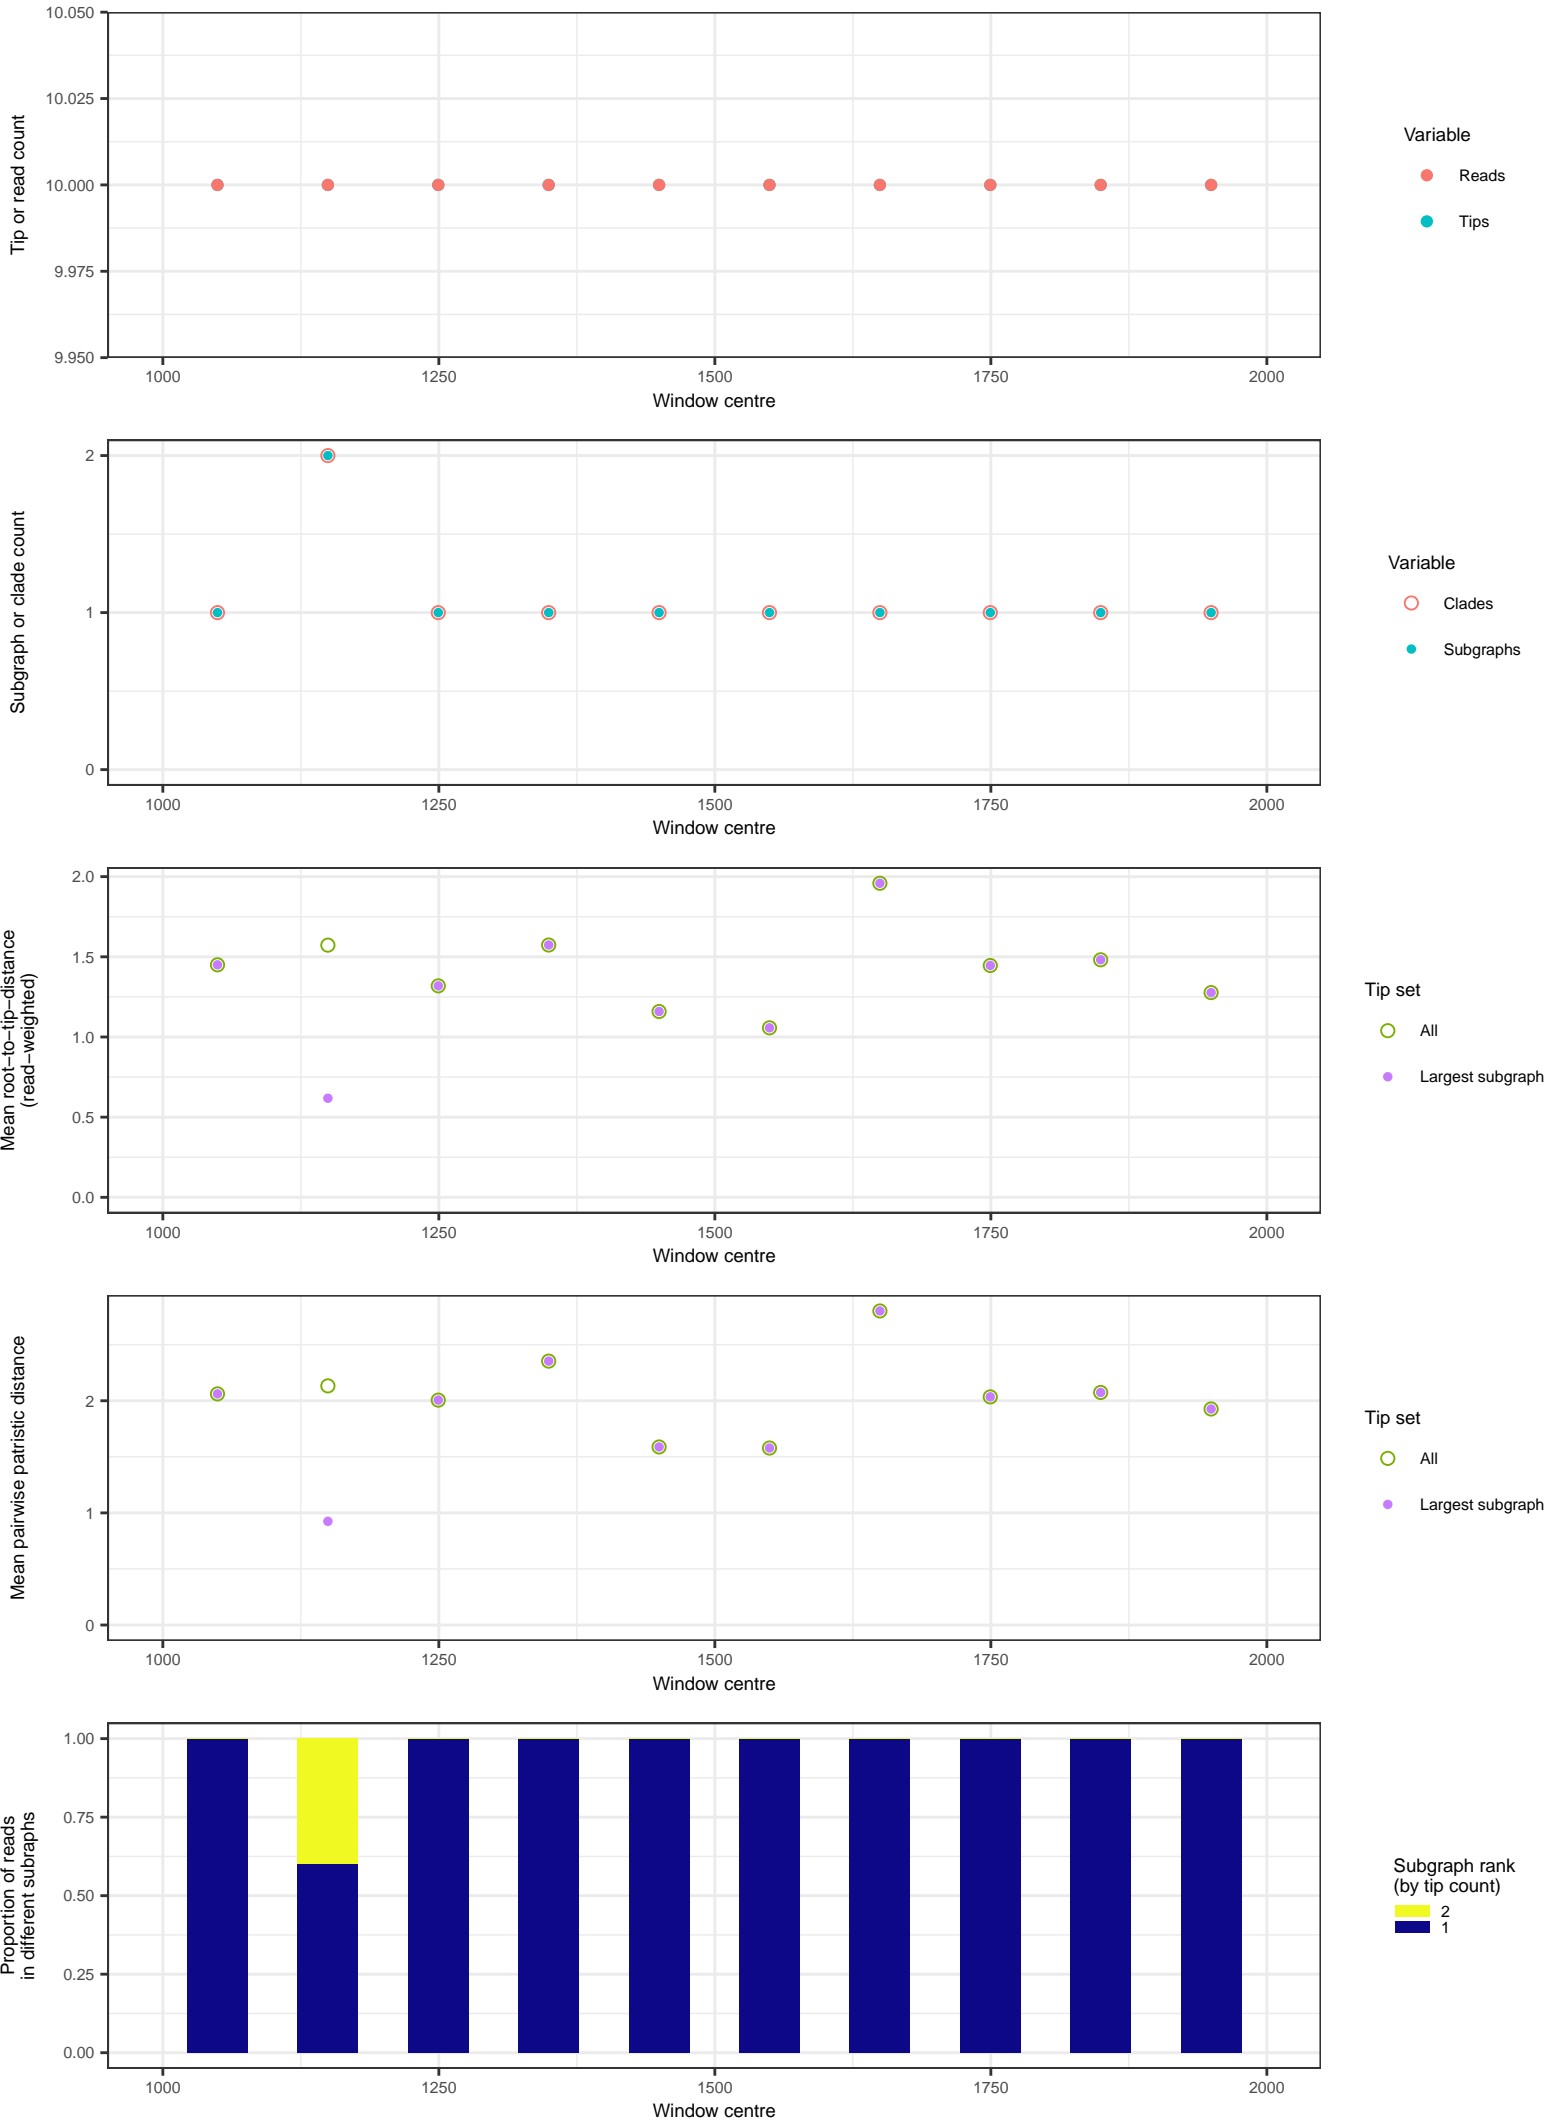 10.050
10.025
10.000
9.975
9.950
Tip or read count
1000 1250 1500 1750 2000
Window centre
Variable
Reads
Tips
2
1
0
Subgraph or clade count
1000 1250 1500 1750 2000
Window centre
Variable
Clades
Subgraphs
2.0
1.5
1.0
0.5
0.0
Mean root−to−tip−distance
(read−weighted)
1000 1250 1500 1750 2000
Window centre
Tip set
All
Largest subgraph
2
1
0
Mean pairwise patristic distance
1000 1250 1500 1750 2000
Window centre
Tip set
All
Largest subgraph
1.00
0.75
0.50
0.25
0.00
Proportion of reads
in different subraphs
1000 1250 1500 1750 2000
Window centre
Subgraph rank
(by tip count)
2
1